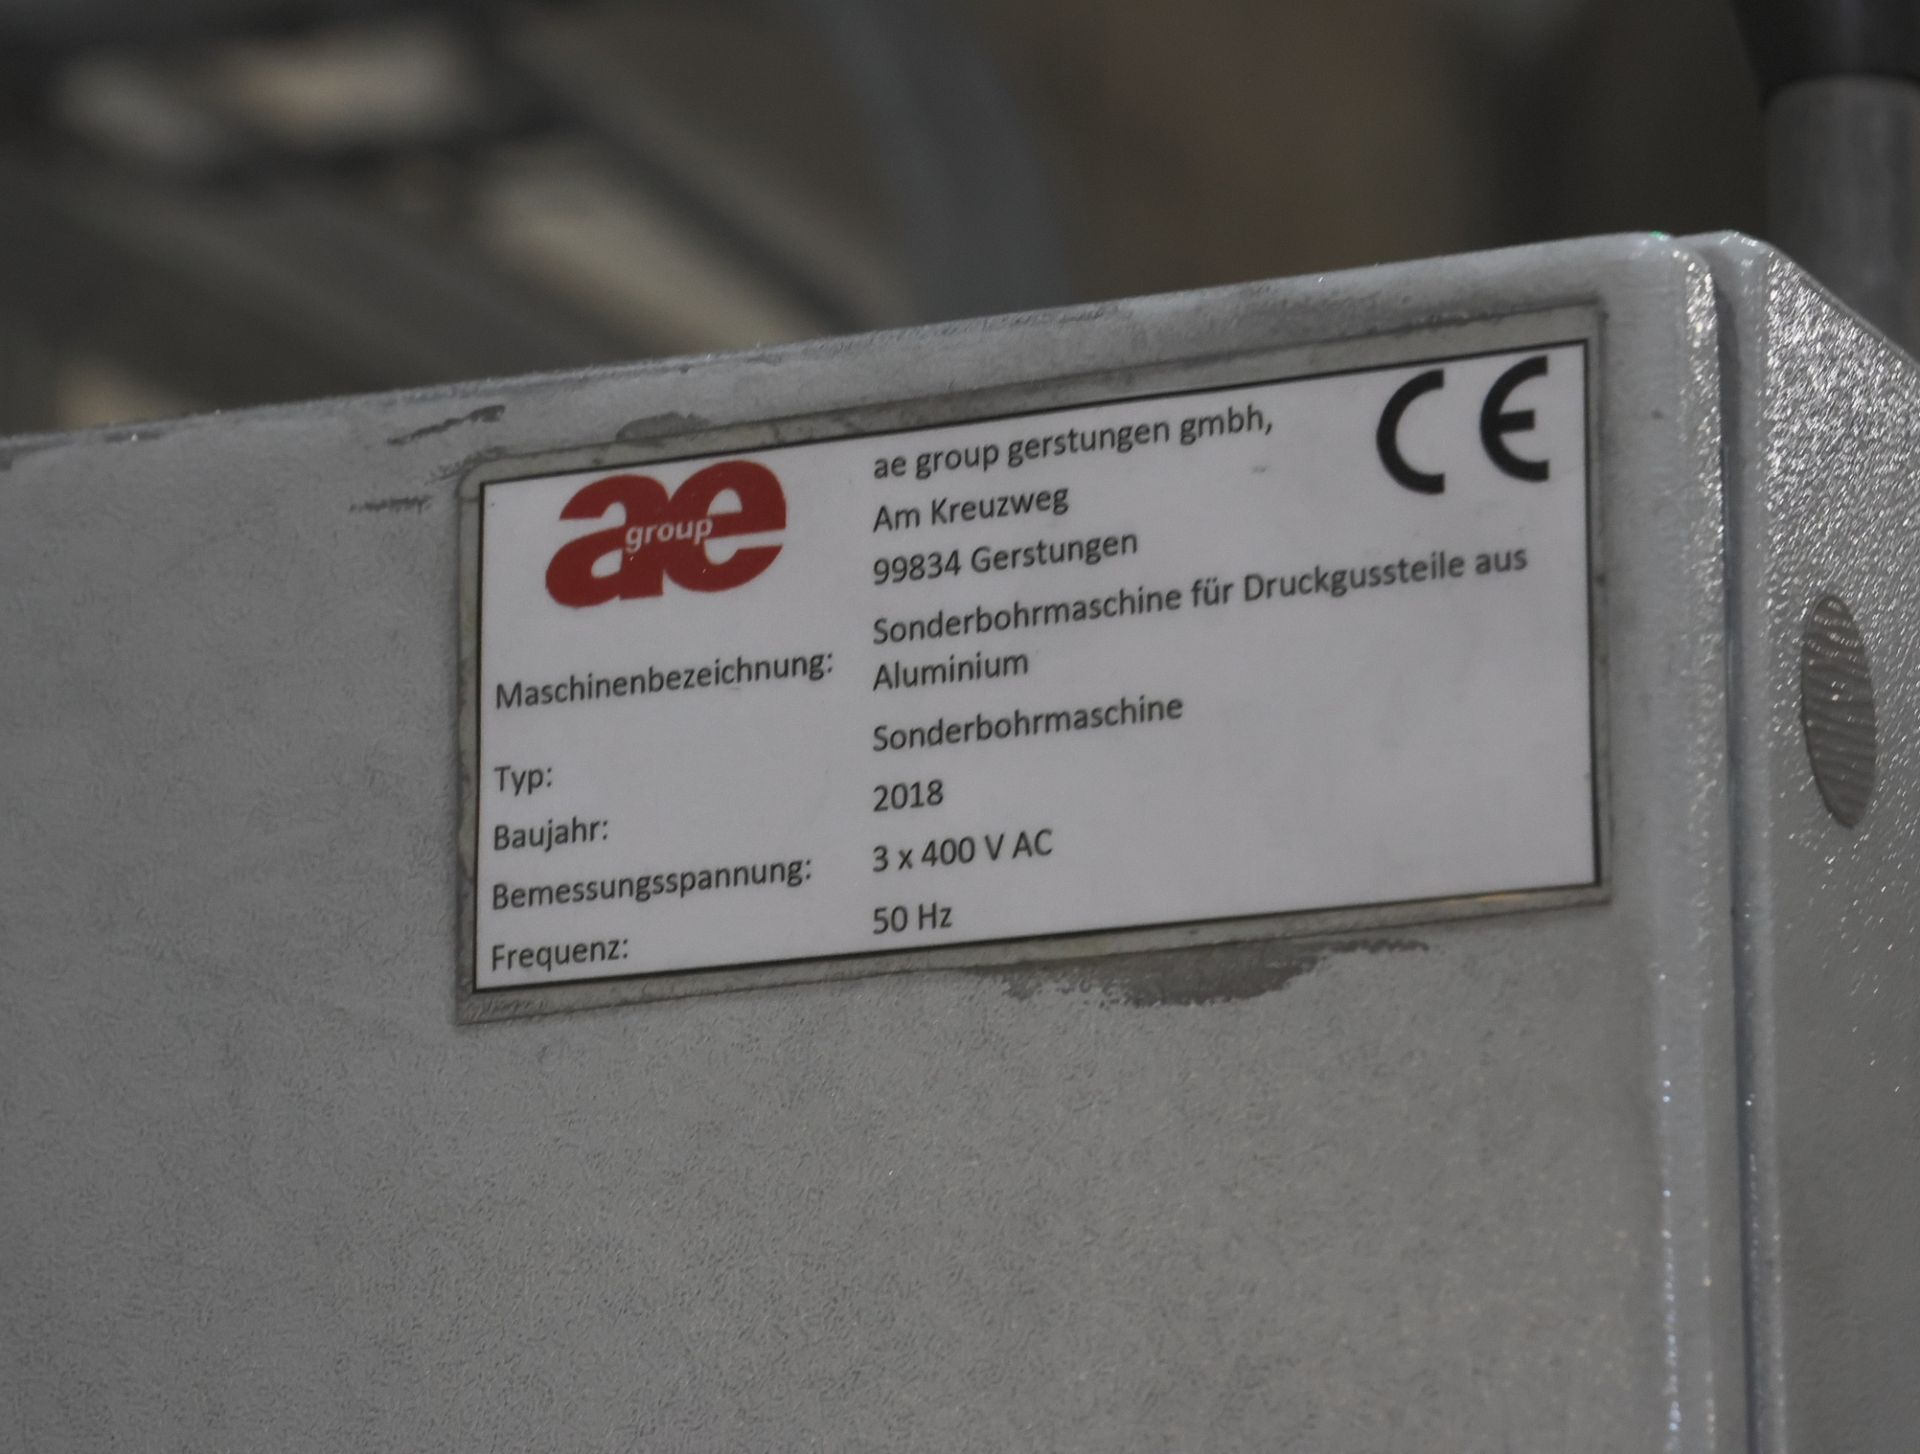 ae
group
ae group gerstungen gmbh,
Am Kreuzweg
99834 Gerstungen
CE
Maschinenbezeichnung: Sonderbohrmaschine für Druckgussteile aus
Aluminium
Typ: Sonderbohrmaschine
Baujahr: 2018
Bemessungsspannung: 3 x 400 V AC
Frequenz: 50 Hz